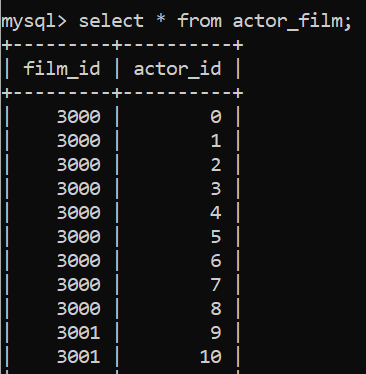 mysql> select * from actor_film;
+---------+----------+
| film_id | actor_id |
+---------+----------+
|    3000 |        0 |
|    3000 |        1 |
|    3000 |        2 |
|    3000 |        3 |
|    3000 |        4 |
|    3000 |        5 |
|    3000 |        6 |
|    3000 |        7 |
|    3000 |        8 |
|    3001 |        9 |
|    3001 |       10 |